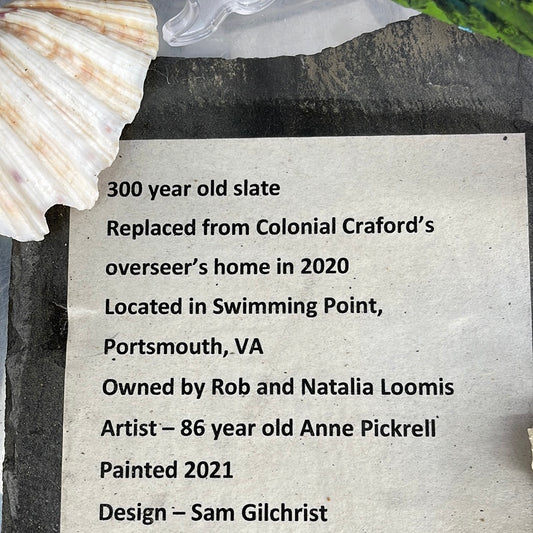 300 year old slate
Replaced from Colonial Craford’s
overseer’s home in 2020
Located in Swimming Point,
Portsmouth, VA
Owned by Rob and Natalia Loomis
Artist – 86 year old Anne Pickrell
Painted 2021
Design – Sam Gilchrist